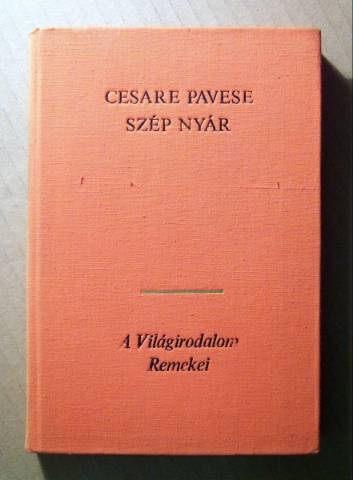 CESARE PAVESE
SZÉP NYÁR
A Világirodalom
Remekei